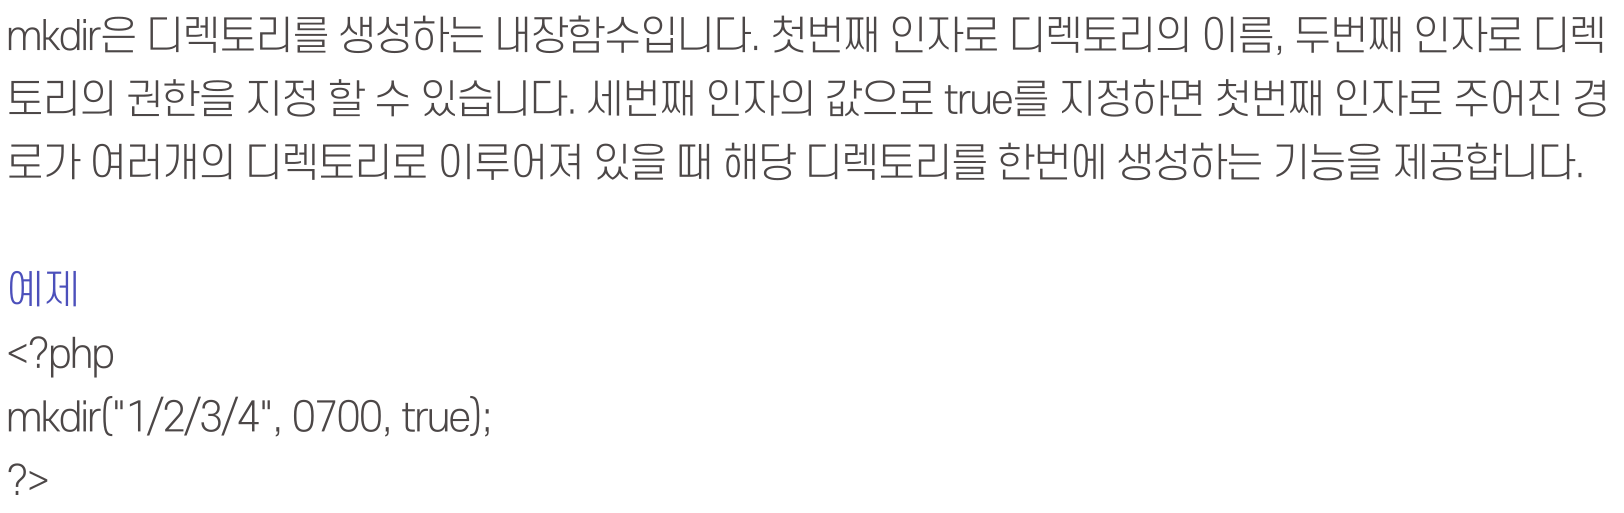 mkdir은 디렉토리를 생성하는 내장함수입니다. 첫번째 인자로 디렉토리의 이름, 두번째 인자로 디렉
토리의 권한을 지정 할 수 있습니다. 세번째 인자의 값으로 true를 지정하면 첫번째 인자로 주어진 경
로가 여러개의 디렉토리로 이루어져 있을 때 해당 디렉토리를 한번에 생성하는 기능을 제공합니다.
예제
<?php
mkdir("1/2/3/4", 0700, true);
?>